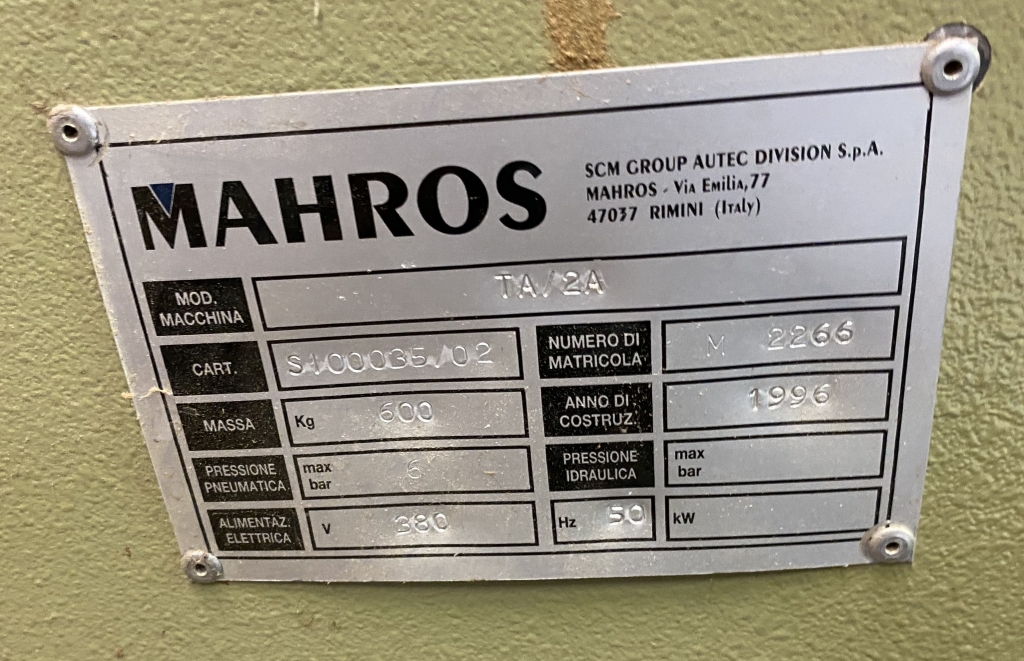 MAHROS
SCM GROUP AUTEC DIVISION S.p.A.
MAHROS - Via Emilia, 77
47037 RIMINI (Italy)
MOD.
MACCHINA
TA/2A
CART.
S100035/02
NUMERO DI
MATRICOLA
M 2266
MASSA
Kg 600
ANNO DI
COSTRUZ.
1996
PRESSIONE
PNEUMATICA
max
bar
6
PRESSIONE
IDRAULICA
max
bar
ALIMENTAZ.
ELETTRICA
V 380
Hz 50
kW